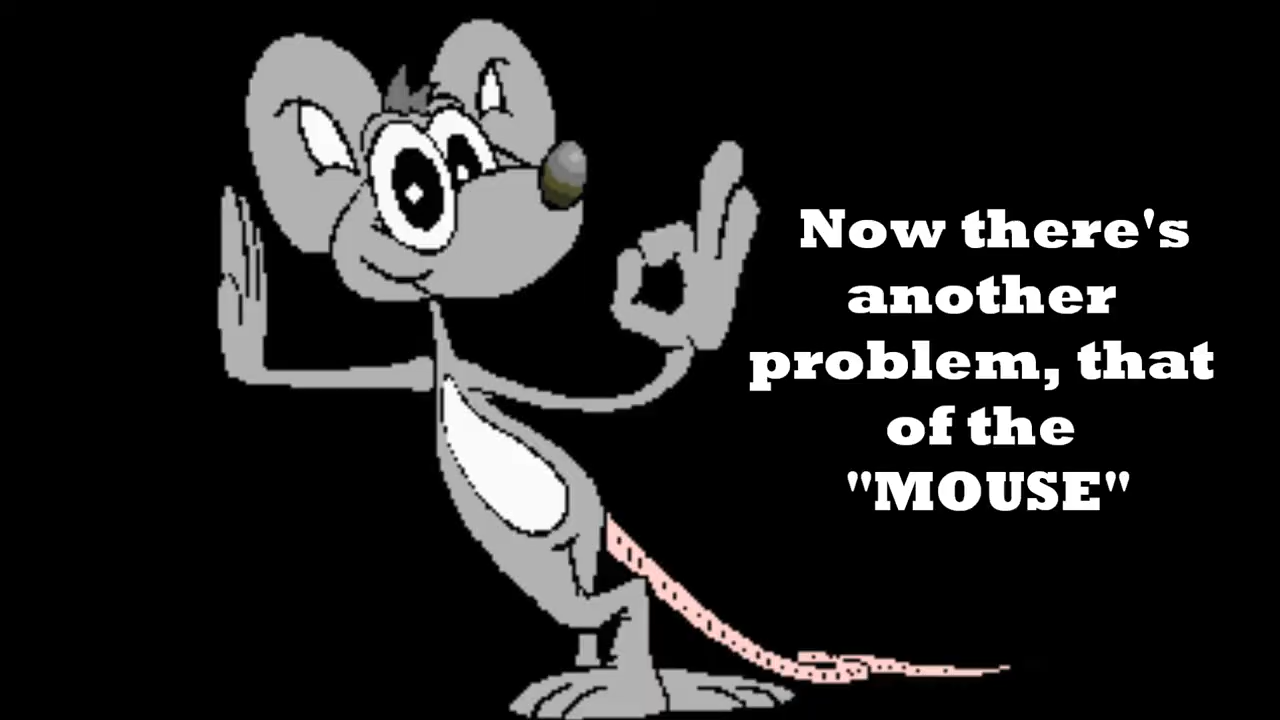 Now there's
another
problem, that
of the
"MOUSE"